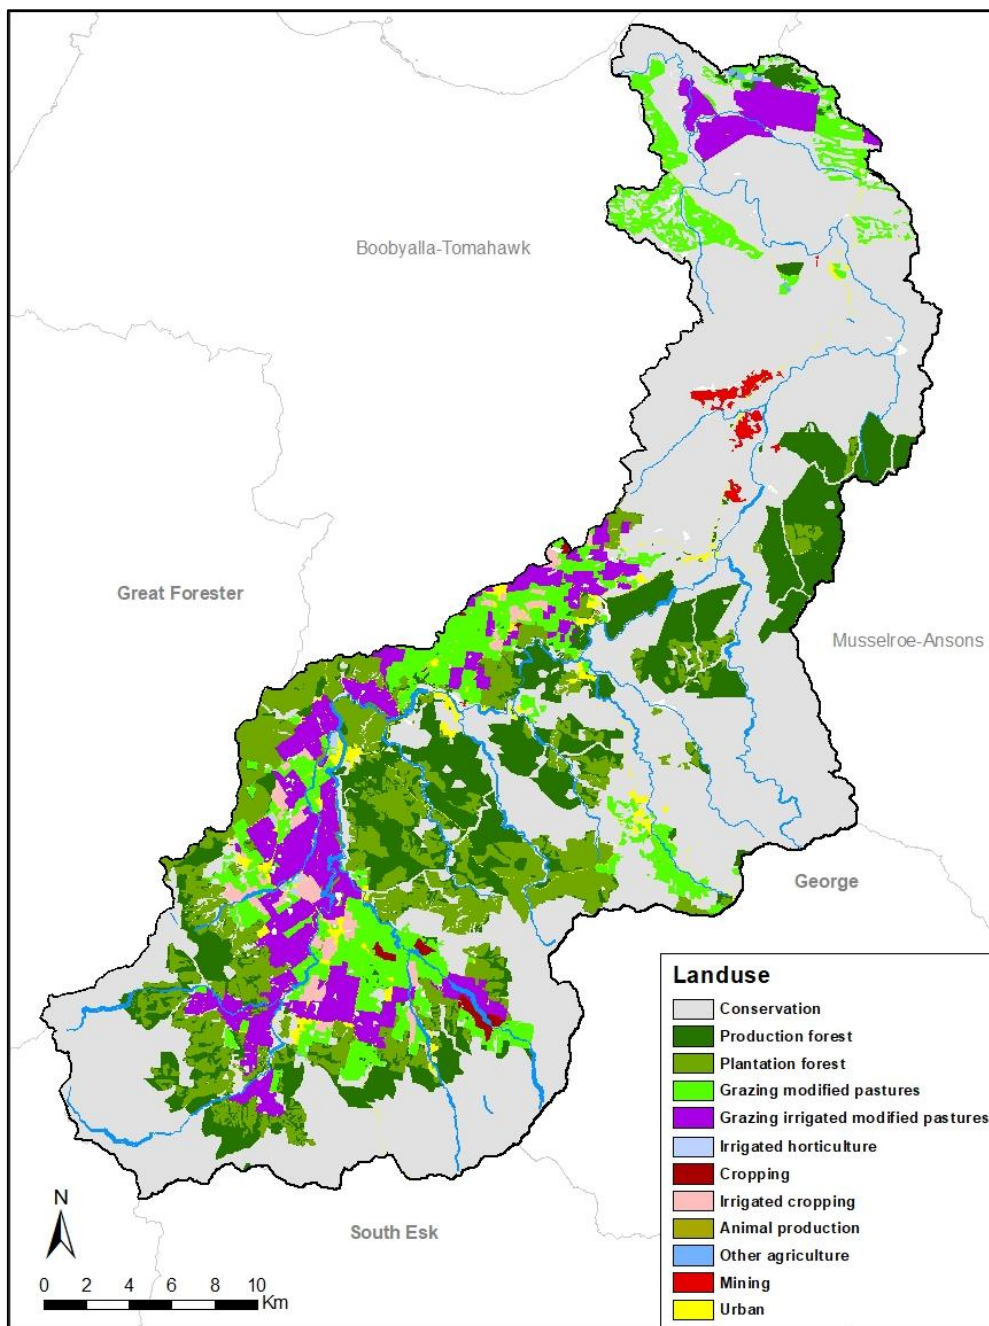 Boobyalla-Tomahawk
Great Forester
Musselroe-Ansons
George
South Esk
N
0 2 4 6 8 10
Km
Landuse
Conservation
Production forest
Plantation forest
Grazing modified pastures
Grazing irrigated modified pastures
Irrigated horticulture
Cropping
Irrigated cropping
Animal production
Other agriculture
Mining
Urban